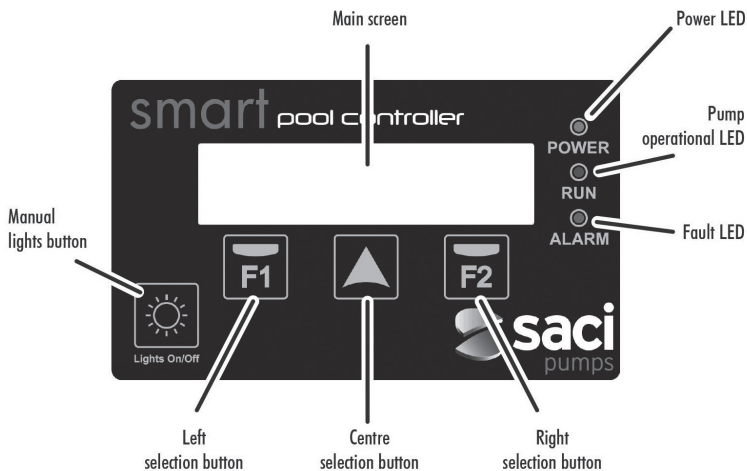 Main screen
Power LED
smart pool controller
POWER
Pump
operational LED
RUN
ALARM
Fault LED
Manual
lights button
F1
F2
Lights On/Off
saci
pumps
Left
selection button
Centre
selection button
Right
selection button